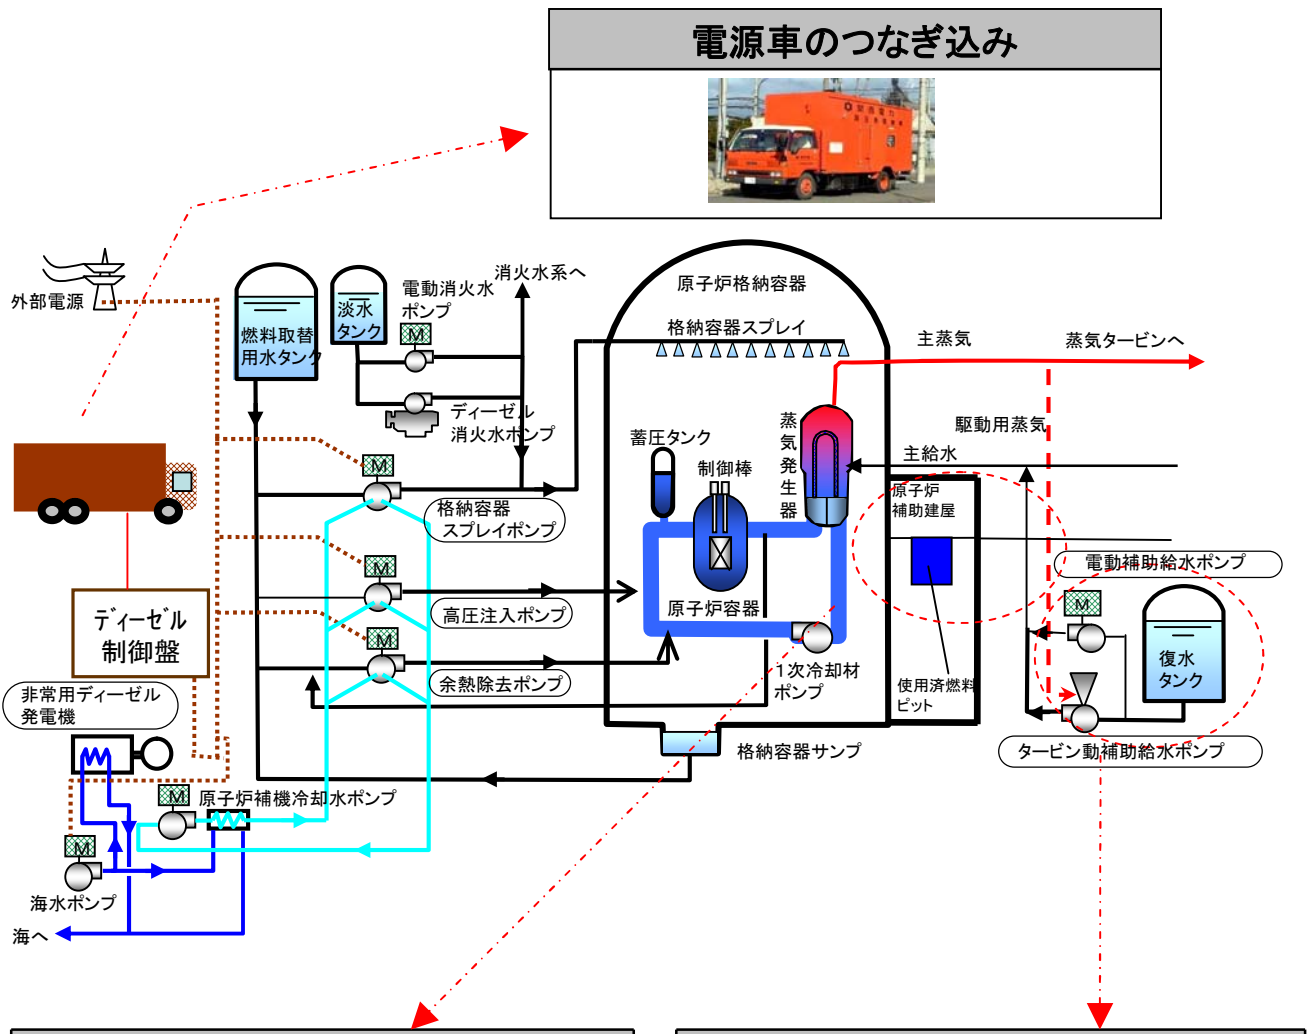 電源車のつなぎ込み
関西電力
外部電源
燃料取替
用水タンク
淡水
タンク
電動消火水
ポンプ
消火水系へ
M
ディーゼル
消火水ポンプ
原子炉格納容器
格納容器スプレイ
主蒸気
蒸気タービンへ
駆動用蒸気
主給水
蒸気発生器
蓄圧タンク
制御棒
原子炉
補助建屋
M
格納容器
スプレイポンプ
M
高圧注入ポンプ
原子炉容器
電動補助給水ポンプ
M
復水
タンク
ディーゼル
制御盤
M
余熱除去ポンプ
1次冷却材
ポンプ
使用済燃料
ピット
非常用ディーゼル
発電機
格納容器サンプ
タービン動補助給水ポンプ
M
原子炉補機冷却水ポンプ
M
海水ポンプ
海へ